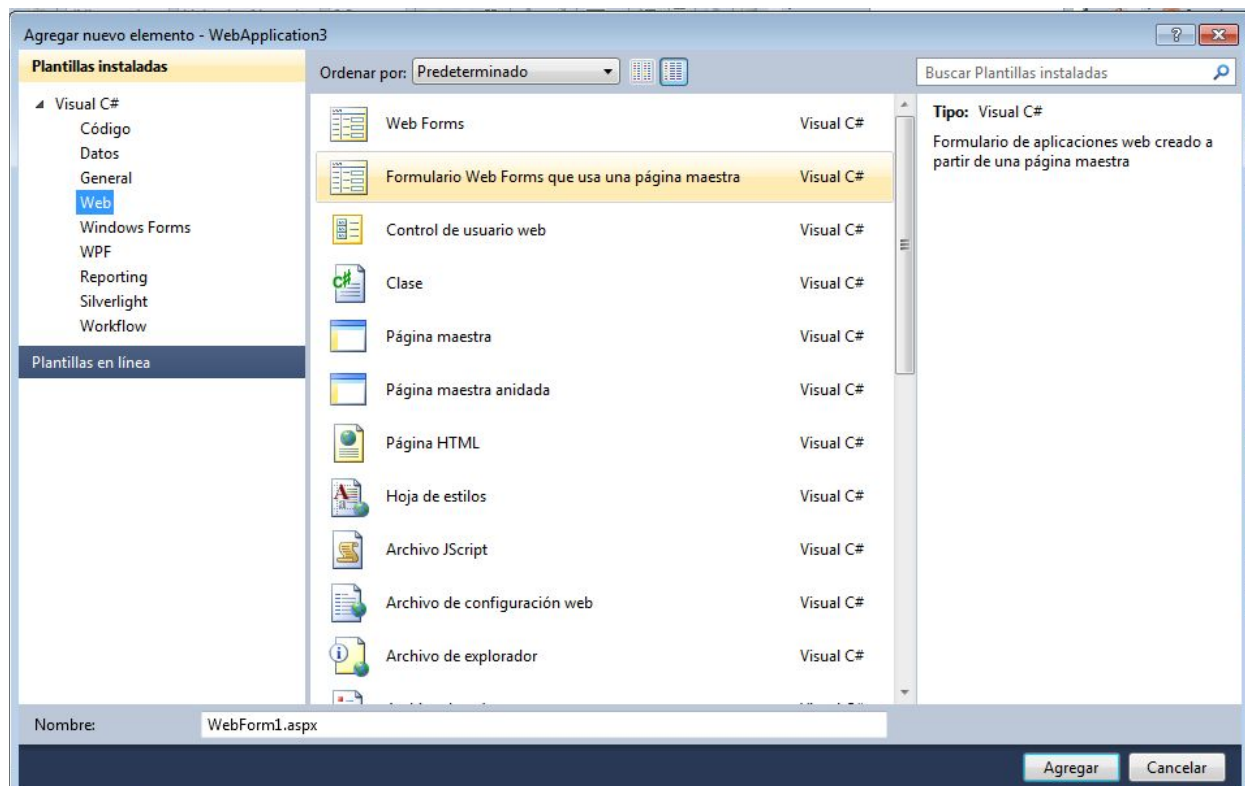 Agregar nuevo elemento - WebApplication3
Plantillas instaladas
Visual C#
Código
Datos
General
Web
Windows Forms
WPF
Reporting
Silverlight
Workflow
Plantillas en línea
Ordenar por: Predeterminado
Web Forms Visual C#
Formulario Web Forms que usa una página maestra Visual C#
Control de usuario web Visual C#
Clase Visual C#
Página maestra Visual C#
Página maestra anidada Visual C#
Página HTML Visual C#
Hoja de estilos Visual C#
Archivo JScript Visual C#
Archivo de configuración web Visual C#
Archivo de explorador Visual C#
Buscar Plantillas instaladas
Tipo: Visual C#
Formulario de aplicaciones web creado a
partir de una página maestra
Nombre: WebForm1.aspx
Agregar Cancelar